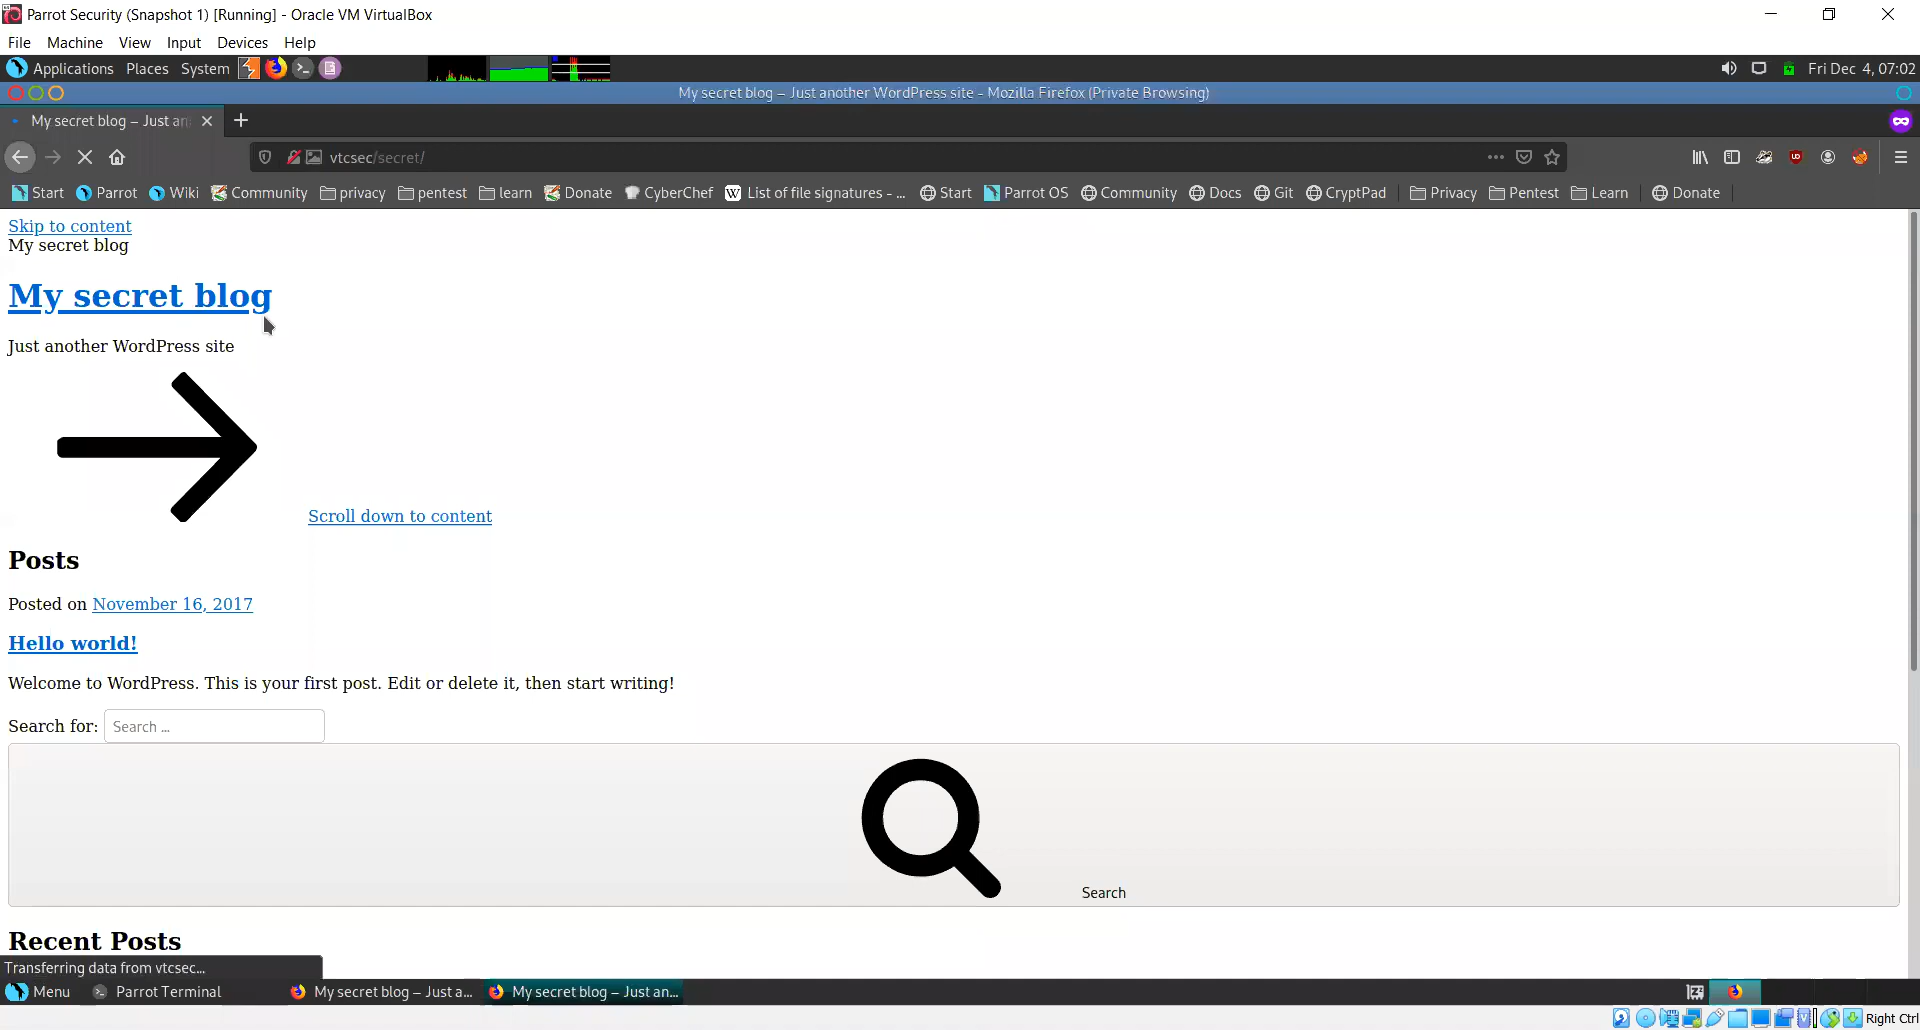 Parrot Security (Snapshot 1) [Running] - Oracle VM VirtualBox
File Machine View Input Devices Help
Applications Places System Fri Dec 4, 07:02
My secret blog – Just another WordPress site - Mozilla Firefox (Private Browsing)
My secret blog – Just an
vtcsec/secret/
Start Parrot Wiki Community privacy pentest learn Donate CyberChef List of file signatures - ... Start Parrot OS Community Docs Git CryptPad Privacy Pentest Learn Donate
Skip to content
My secret blog
My secret blog
Just another WordPress site
Scroll down to content
Posts
Posted on November 16, 2017
Hello world!
Welcome to WordPress. This is your first post. Edit or delete it, then start writing!
Search for: Search ...
Search
Recent Posts
Transferring data from vtcsec...
Menu Parrot Terminal My secret blog – Just a... My secret blog – Just an...
Right Ctrl